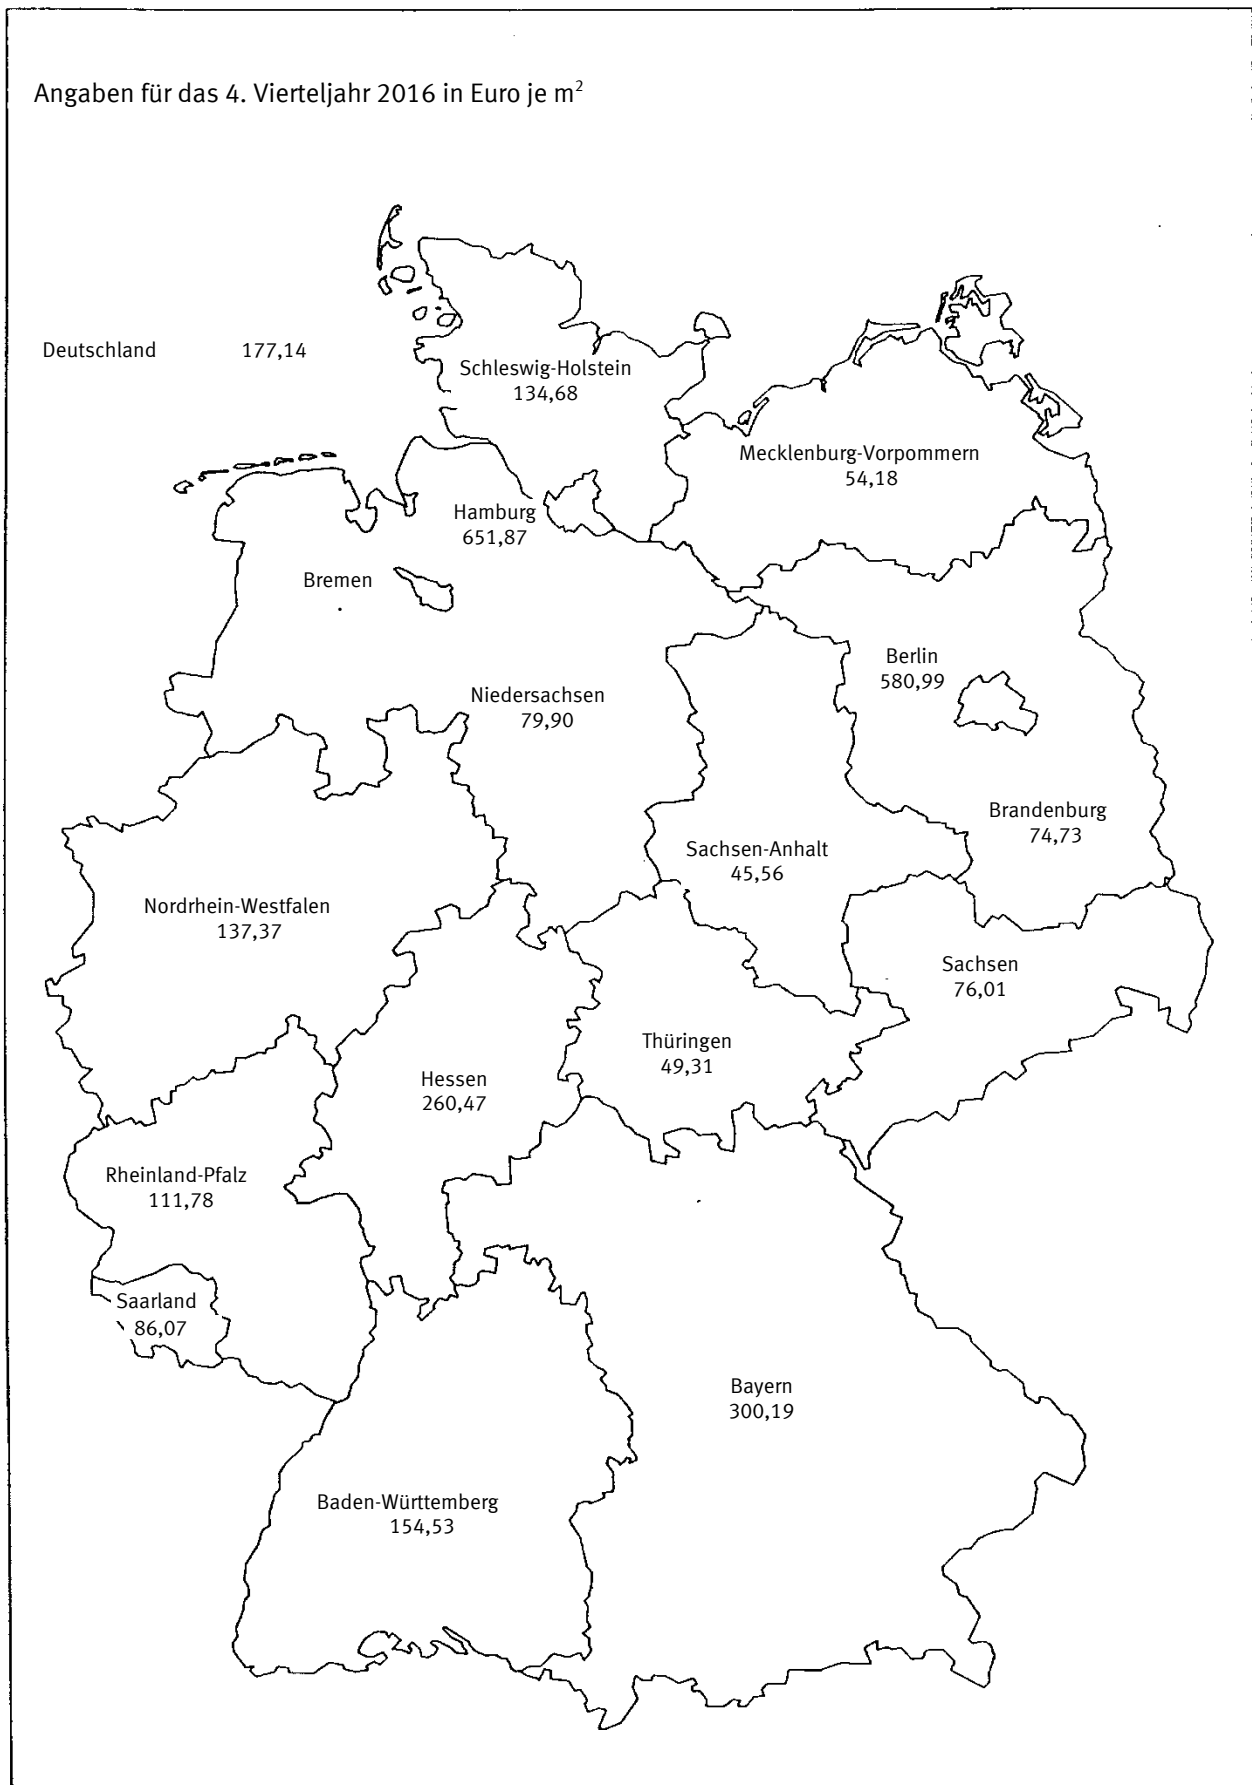 Angaben für das 4. Vierteljahr 2016 in Euro je m²
Deutschland 177,14
Schleswig-Holstein
134,68
Mecklenburg-Vorpommern
54,18
Hamburg
651,87
Bremen
.
Berlin
580,99
Niedersachsen
79,90
Brandenburg
74,73
Sachsen-Anhalt
45,56
Nordrhein-Westfalen
137,37
Sachsen
76,01
Thüringen
49,31
Hessen
260,47
Rheinland-Pfalz
111,78
Saarland
86,07
Bayern
300,19
Baden-Württemberg
154,53